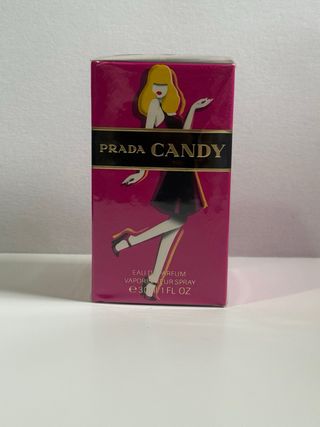 PRADA CANDY
EAU DE PARFUM
VAPORISATEUR SPRAY
℮ 30 ml 1 FL OZ